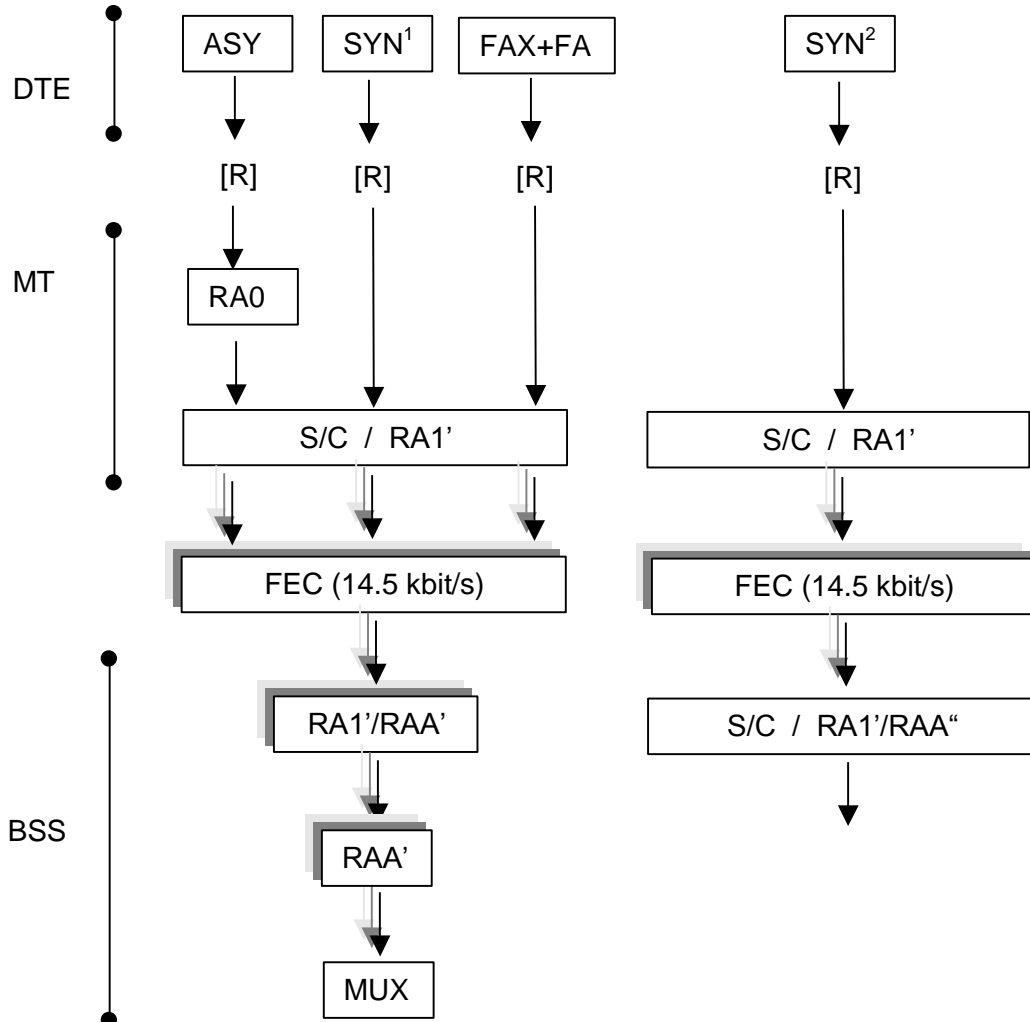 ASY SYN¹ FAX+FA SYN²
DTE
[R] [R] [R] [R]
MT
RA0
S/C / RA1’ S/C / RA1’
FEC (14.5 kbit/s) FEC (14.5 kbit/s)
RA1’/RAA’ S/C / RA1’/RAA“
BSS
RAA’
MUX